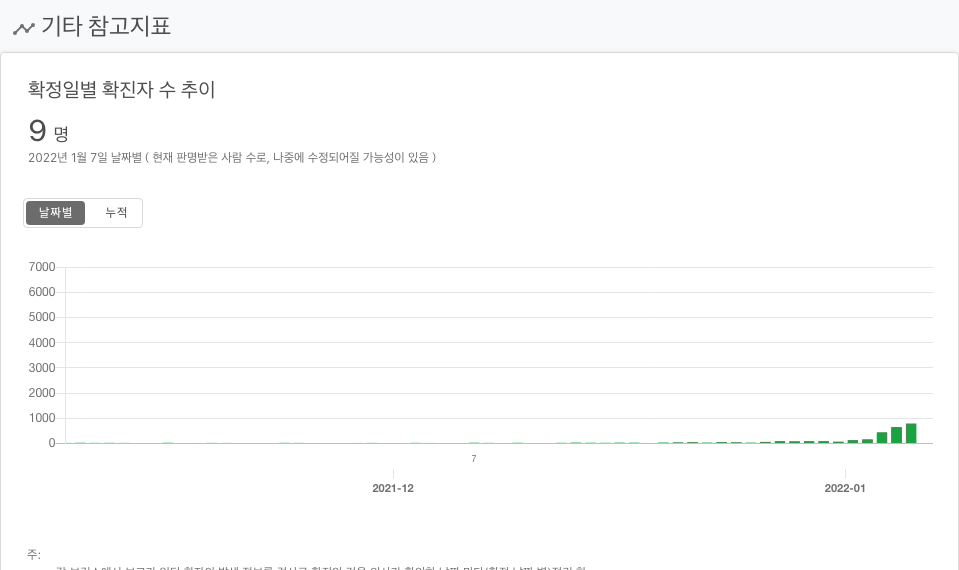 기타 참고지표
확정일별 확진자 수 추이
9 명
2022년 1월 7일 날짜별 ( 현재 판명받은 사람 수로, 나중에 수정되어질 가능성이 있음 )
날짜별 누적
7000
6000
5000
4000
3000
2000
1000
0
7
2021-12 2022-01
주: